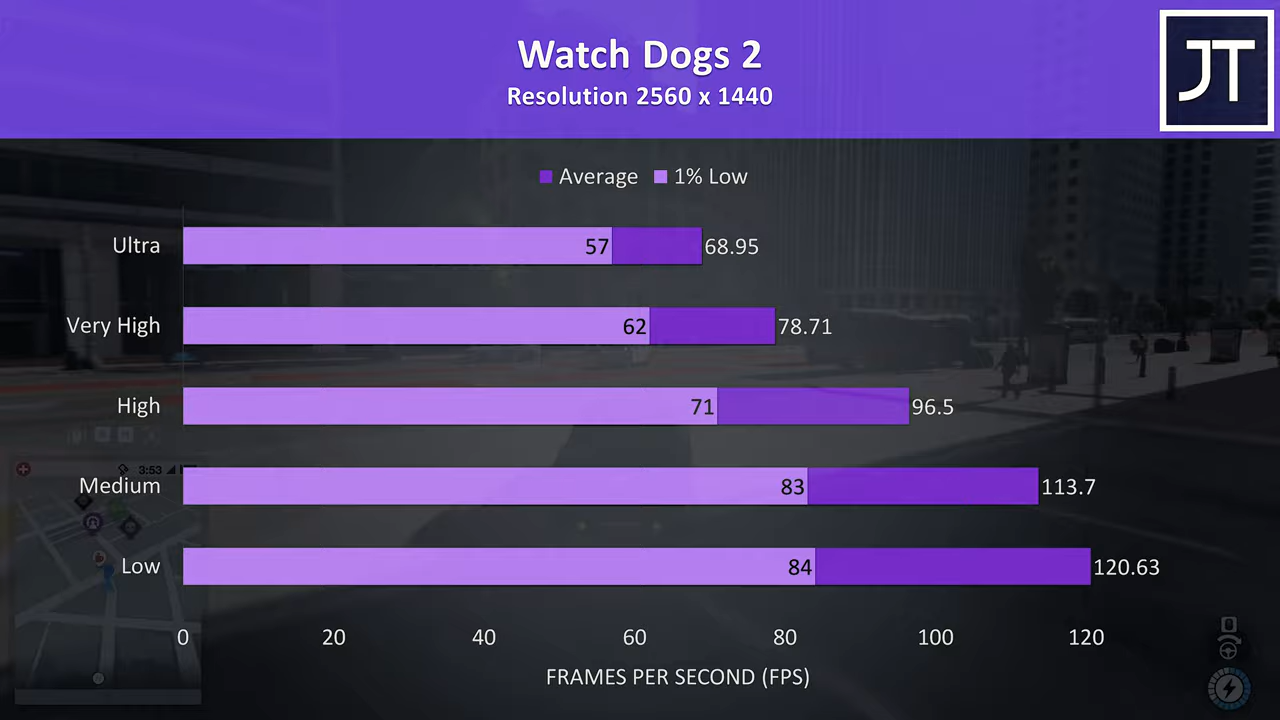 Watch Dogs 2
JT
Resolution 2560 x 1440
Average 1% Low
Ultra 57 68.95
Very High 62 78.71
High 71 96.5
3:53
Medium 83 113.7
Low 84 120.63
0 20 40 60 80 100 120
FRAMES PER SECOND (FPS)